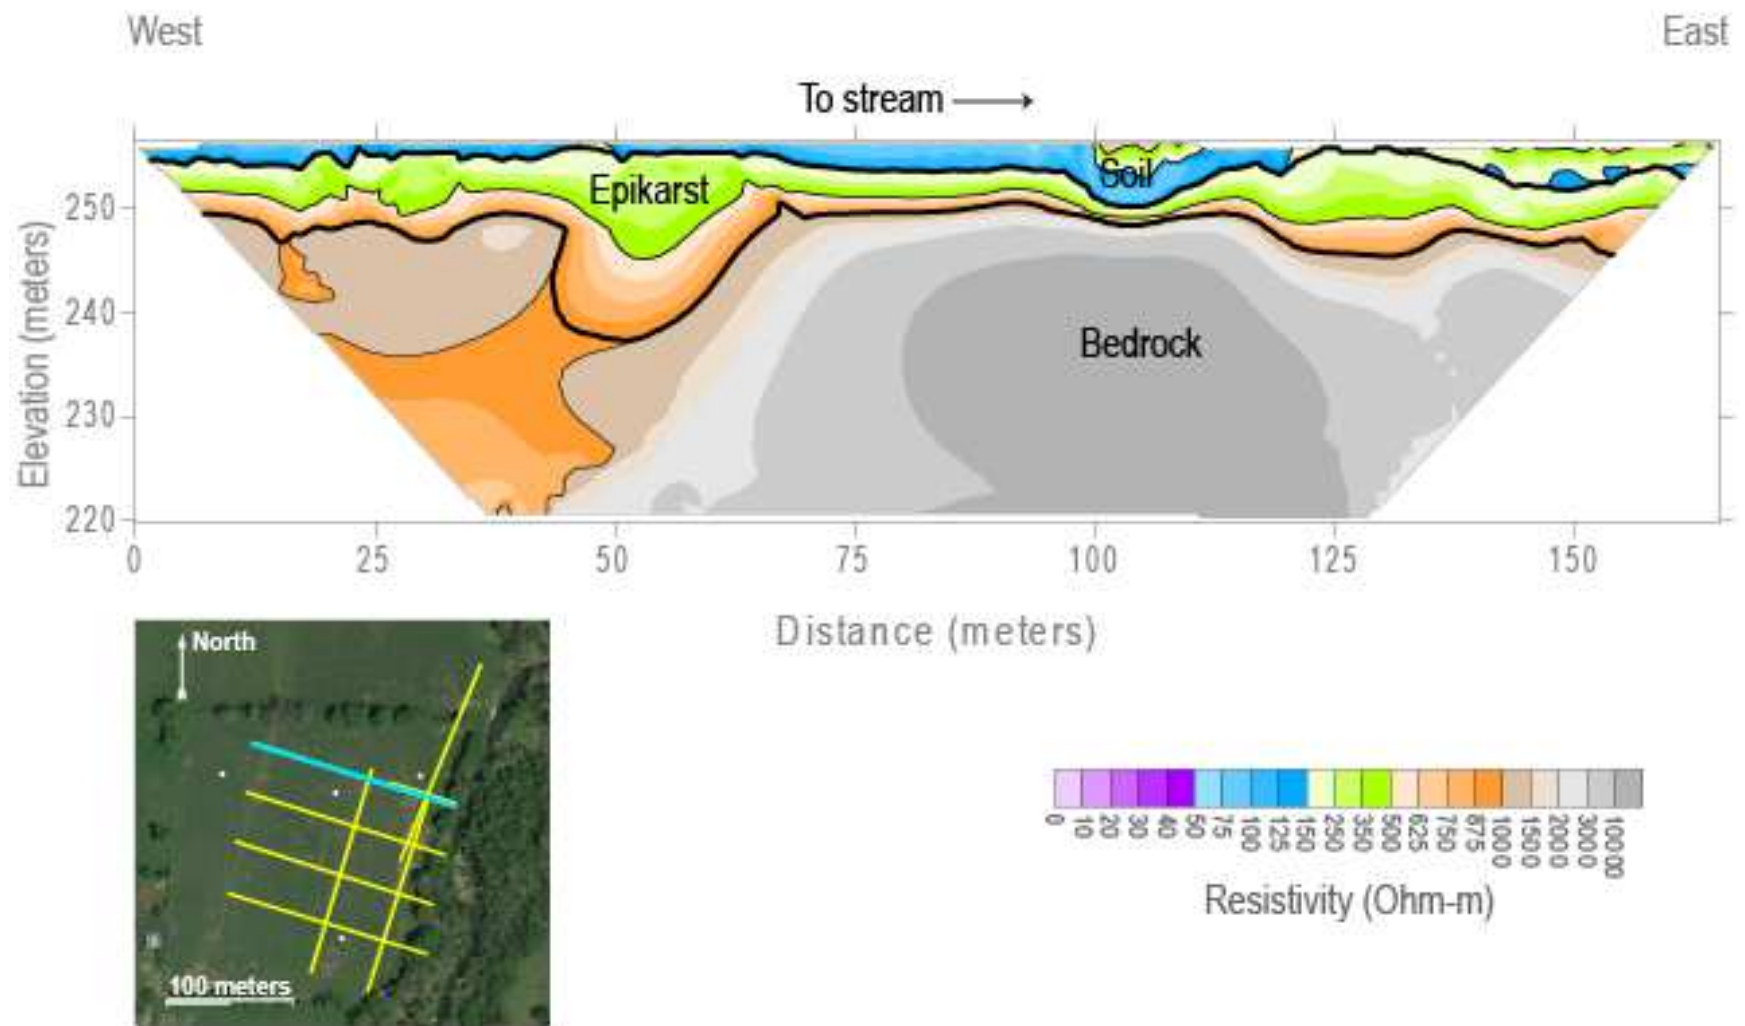 West
East
To stream
Soil
Epikarst
Bedrock
Elevation (meters)
250
240
230
220
0 25 50 75 100 125 150
Distance (meters)
North
100 meters
0 10 20 30 40 50 75 100 125 150 250 350 500 625 750 875 1000 1500 2000 3000 10000
Resistivity (Ohm-m)